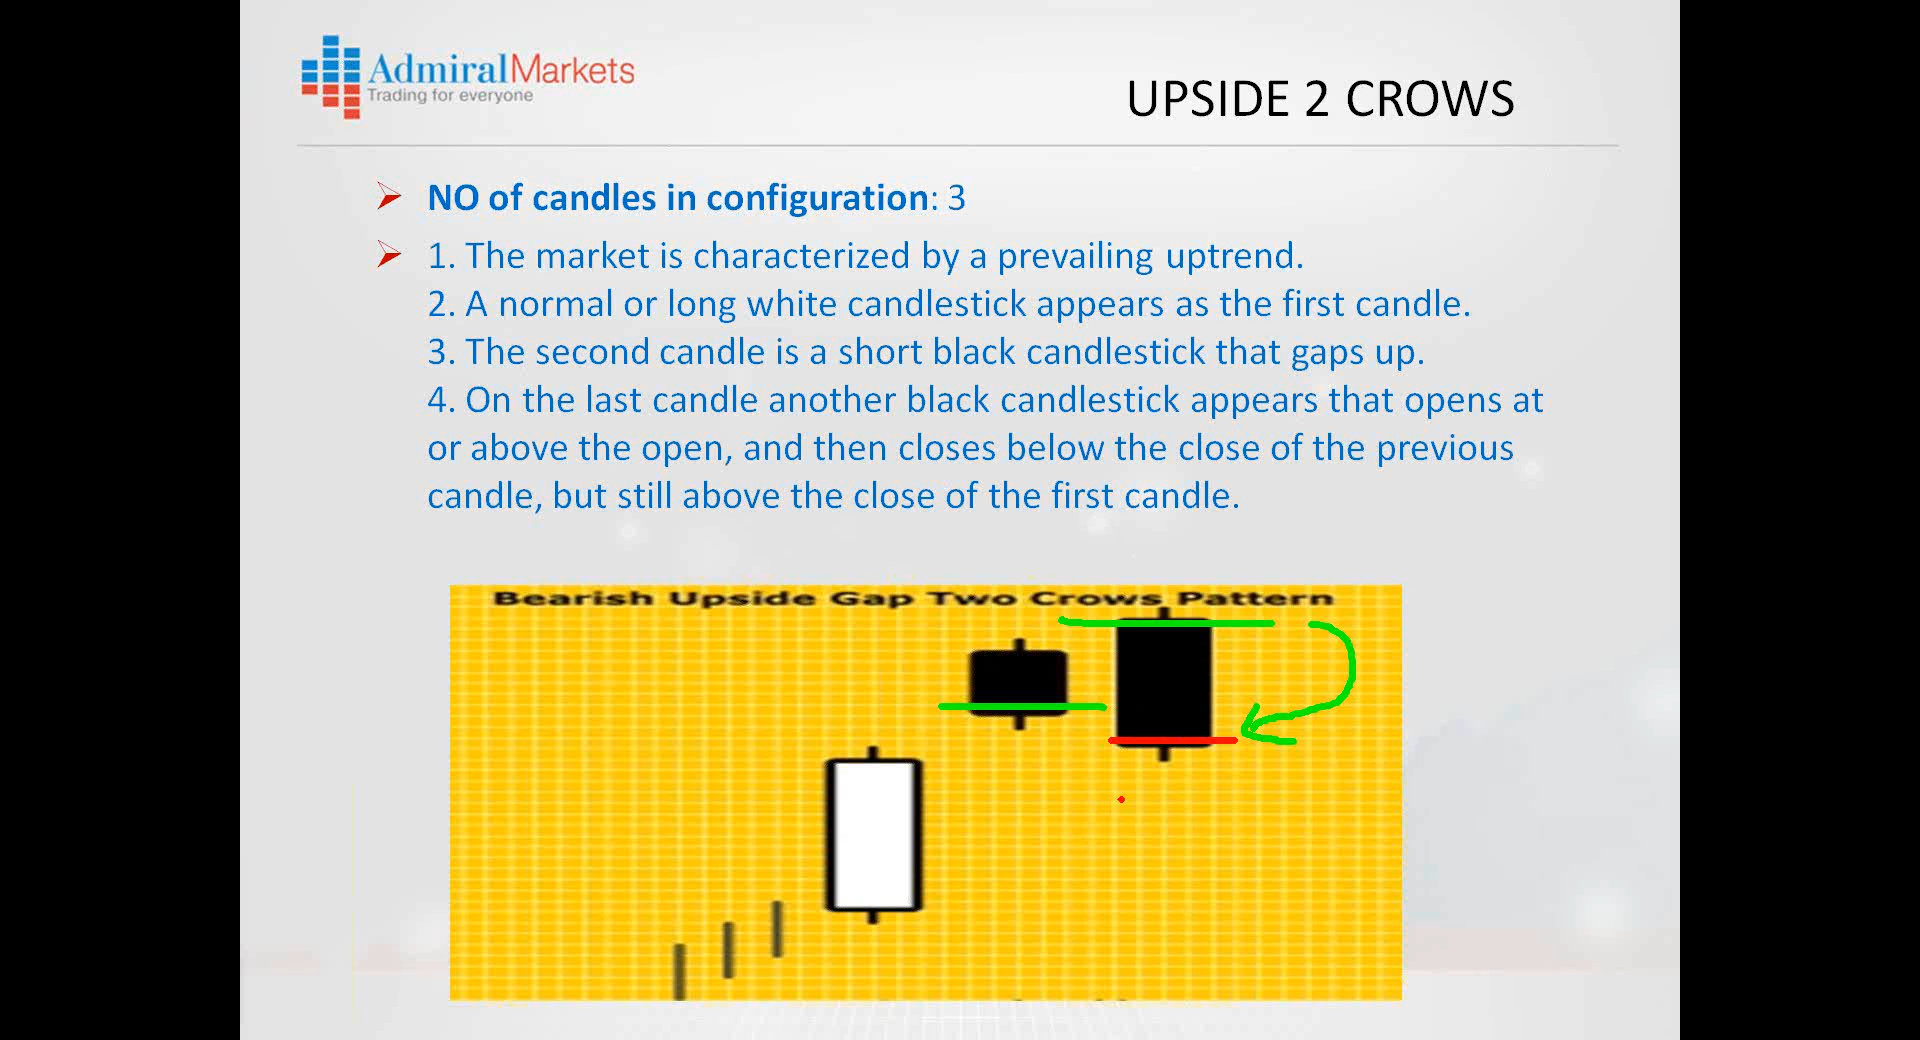 AdmiralMarkets
Trading for everyone
UPSIDE 2 CROWS
NO of candles in configuration: 3
1. The market is characterized by a prevailing uptrend.
2. A normal or long white candlestick appears as the first candle.
3. The second candle is a short black candlestick that gaps up.
4. On the last candle another black candlestick appears that opens at
or above the open, and then closes below the close of the previous
candle, but still above the close of the first candle.
Bearish Upside Gap Two Crows Pattern